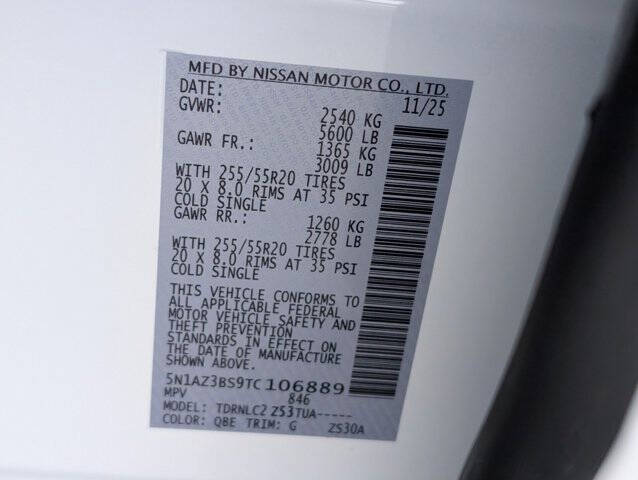 MFD BY NISSAN MOTOR CO., LTD.
DATE: 11/25
GVWR: 2540 KG
5600 LB
GAWR FR.: 1365 KG
3009 LB
WITH 255/55R20 TIRES
20 X 8.0 RIMS AT 35 PSI
COLD SINGLE
GAWR RR.: 1260 KG
2778 LB
WITH 255/55R20 TIRES
20 X 8.0 RIMS AT 35 PSI
COLD SINGLE
THIS VEHICLE CONFORMS TO
ALL APPLICABLE FEDERAL
MOTOR VEHICLE SAFETY AND
THEFT PREVENTION
STANDARDS IN EFFECT ON
THE DATE OF MANUFACTURE
SHOWN ABOVE.
5N1AZ3BS9TC106889
MPV 846
MODEL: TDRNLC2 ZS3TUA-----
COLOR: QBE TRIM: G ZS30A